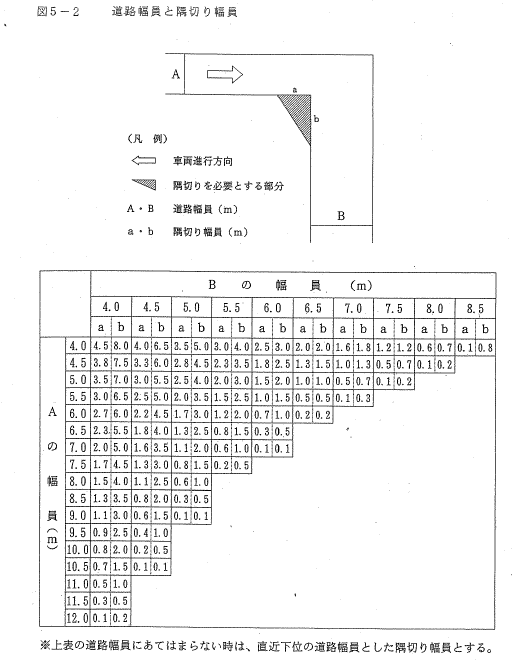 図5－2　　道路幅員と隅切り幅員
A
a
b
（凡　例）
車両進行方向
隅切りを必要とする部分
A・B　道路幅員（m）
a・b　隅切り幅員（m）
B
Bの幅員　（m）
4.0 4.5 5.0 5.5 6.0 6.5 7.0 7.5 8.0 8.5
a b a b a b a b a b a b a b a b a b a b
Aの幅員（m）
4.0 4.5 8.0 4.0 6.5 3.5 5.0 3.0 4.0 2.5 3.0 2.0 2.0 1.6 1.8 1.2 1.2 0.6 0.7 0.1 0.8
4.5 3.8 7.5 3.3 6.0 2.8 4.5 2.3 3.5 1.8 2.5 1.3 1.5 1.0 1.3 0.5 0.7 0.1 0.2
5.0 3.5 7.0 3.0 5.5 2.5 4.0 2.0 3.0 1.5 2.0 1.0 1.0 0.5 0.7 0.1 0.2
5.5 3.0 6.5 2.5 5.0 2.0 3.5 1.5 2.5 1.0 1.5 0.5 0.5 0.1 0.3
6.0 2.7 6.0 2.2 4.5 1.7 3.0 1.2 2.0 0.7 1.0 0.2 0.2
6.5 2.3 5.5 1.8 4.0 1.3 2.5 0.8 1.5 0.3 0.5
7.0 2.0 5.0 1.6 3.5 1.1 2.0 0.6 1.0 0.1 0.1
7.5 1.7 4.5 1.3 3.0 0.8 1.5 0.2 0.5
8.0 1.5 4.0 1.1 2.5 0.6 1.0
8.5 1.3 3.5 0.8 2.0 0.3 0.5
9.0 1.1 3.0 0.6 1.5 0.1 0.1
9.5 0.9 2.5 0.4 1.0
10.0 0.8 2.0 0.2 0.5
10.5 0.7 1.5 0.1 0.1
11.0 0.5 1.0
11.5 0.3 0.5
12.0 0.1 0.2
※上表の道路幅員にあてはまらない時は、直近下位の道路幅員とした隅切り幅員とする。